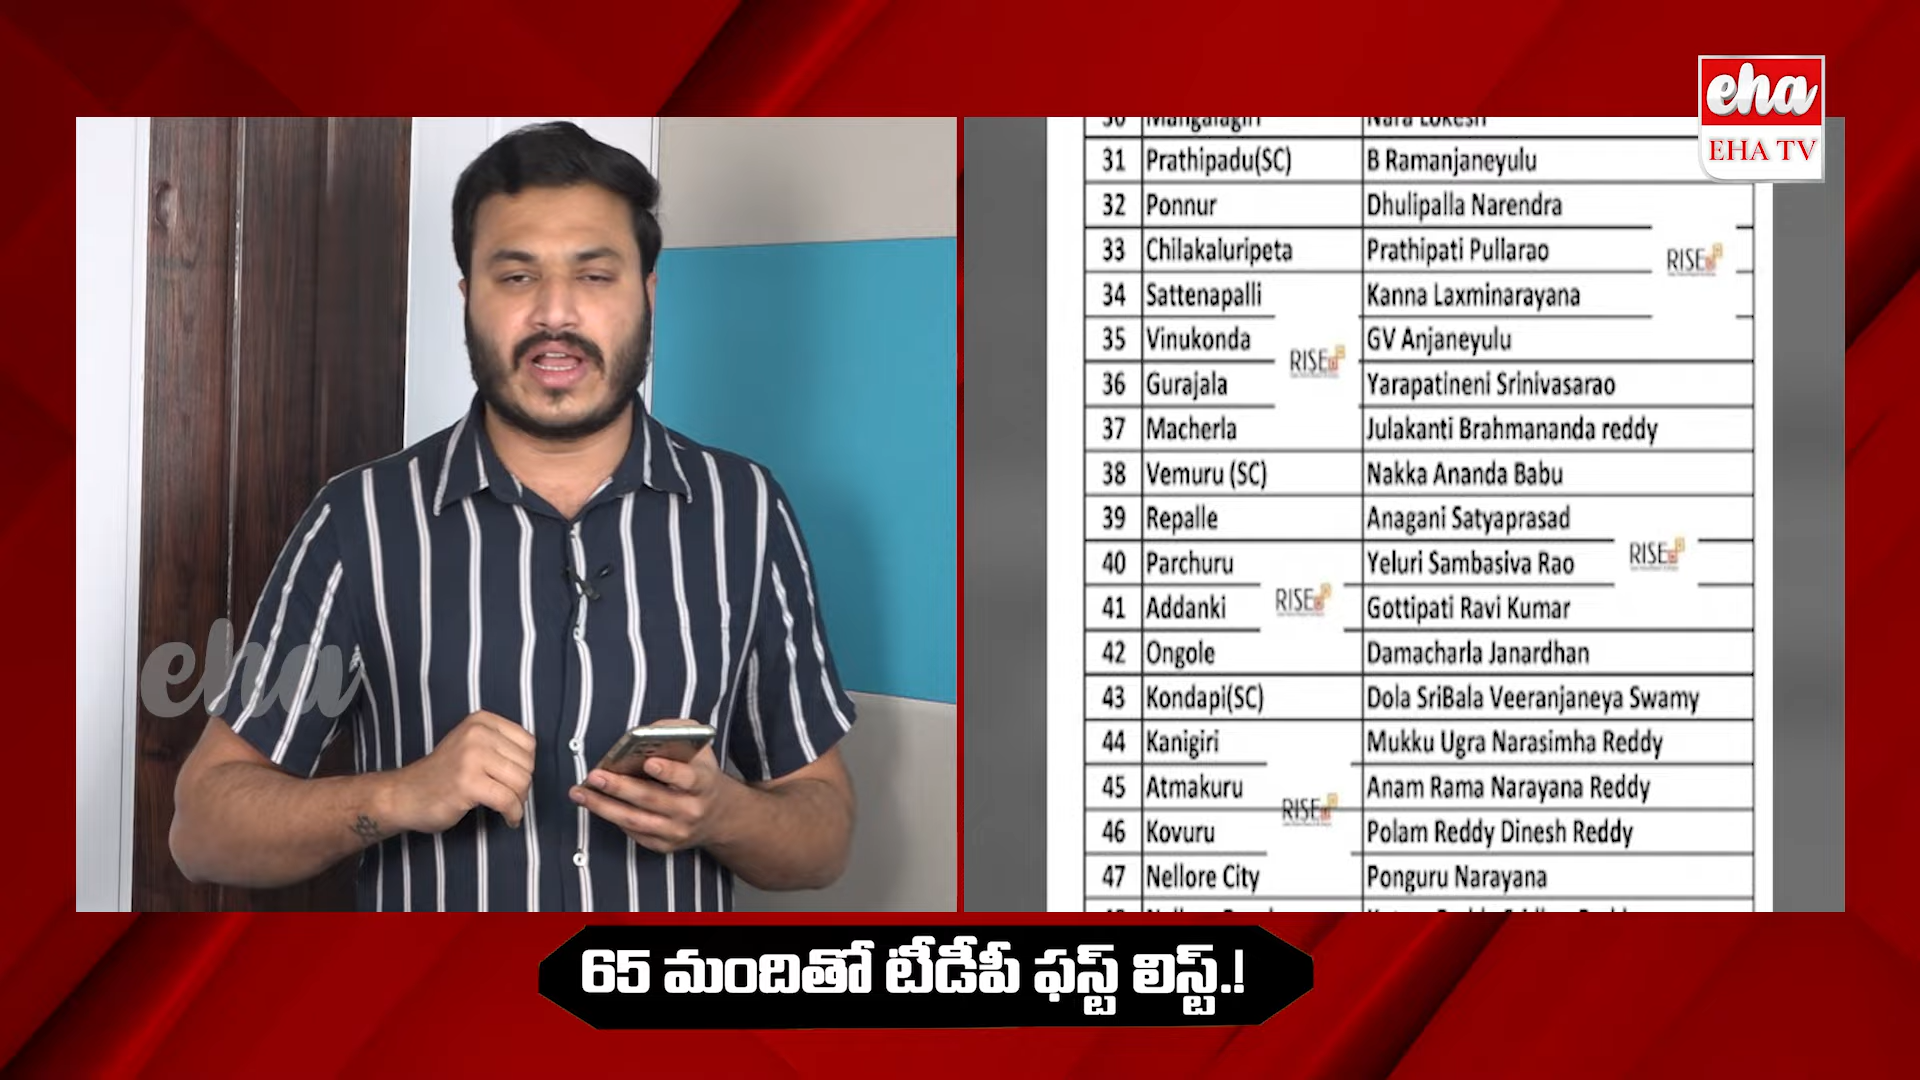 eha
EHA TV
30 Mangalagiri Nara Lokesh
31 Prathipadu(SC) B Ramanjaneyulu
32 Ponnur Dhulipalla Narendra
33 Chilakaluripeta Prathipati Pullarao
RISE
34 Sattenapalli Kanna Laxminarayana
35 Vinukonda GV Anjaneyulu
RISE
36 Gurajala Yarapatineni Srinivasarao
37 Macherla Julakanti Brahmananda reddy
38 Vemuru (SC) Nakka Ananda Babu
39 Repalle Anagani Satyaprasad
RISE
40 Parchuru Yeluri Sambasiva Rao
RISE
41 Addanki Gottipati Ravi Kumar
42 Ongole Damacharla Janardhan
43 Kondapi(SC) Dola SriBala Veeranjaneya Swamy
44 Kanigiri Mukku Ugra Narasimha Reddy
45 Atmakuru Anam Rama Narayana Reddy
RISE
46 Kovuru Polam Reddy Dinesh Reddy
47 Nellore City Ponguru Narayana
eha
65 మందితో టీడీపీ ఫస్ట్ లిస్ట్.!